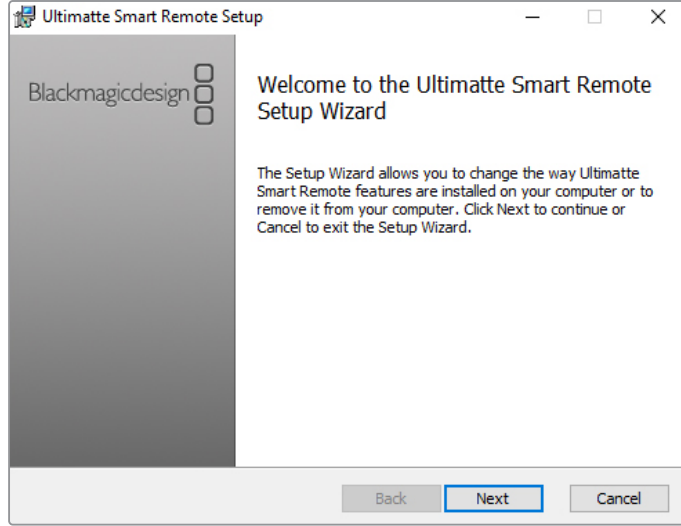 Ultimatte Smart Remote Setup
Blackmagicdesign
Welcome to the Ultimatte Smart Remote
Setup Wizard
The Setup Wizard allows you to change the way Ultimatte
Smart Remote features are installed on your computer or to
remove it from your computer. Click Next to continue or
Cancel to exit the Setup Wizard.
Back
Next
Cancel